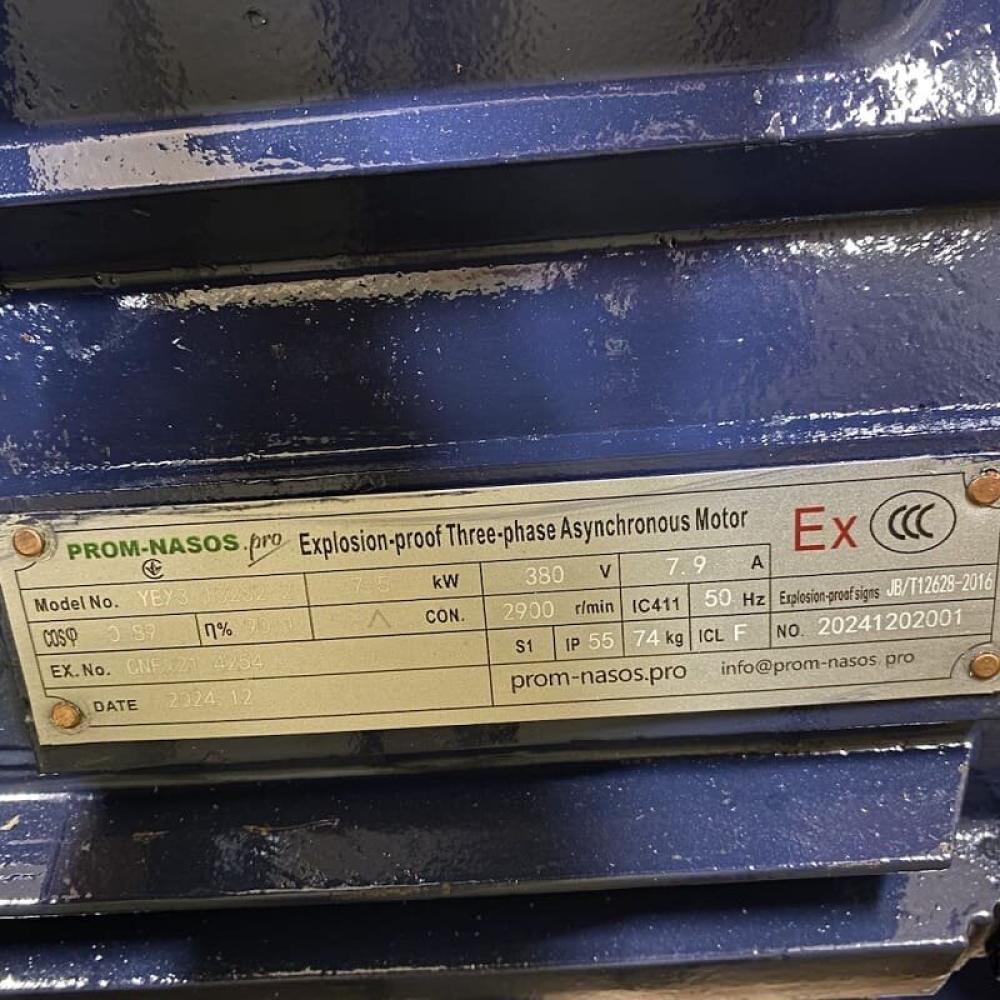 PROM-NASOS.pro Explosion-proof Three-phase Asynchronous Motor Ex CCC
Model No. kW 380 V 7.9 A Explosion-proof signs JB/T12628-2016
COSφ η% CON. 2900 r/min IC411 50 Hz NO. 20241202001
EX. No. S1 IP 55 74 kg ICL F
DATE 2024.12 prom-nasos.pro info@prom-nasos.pro